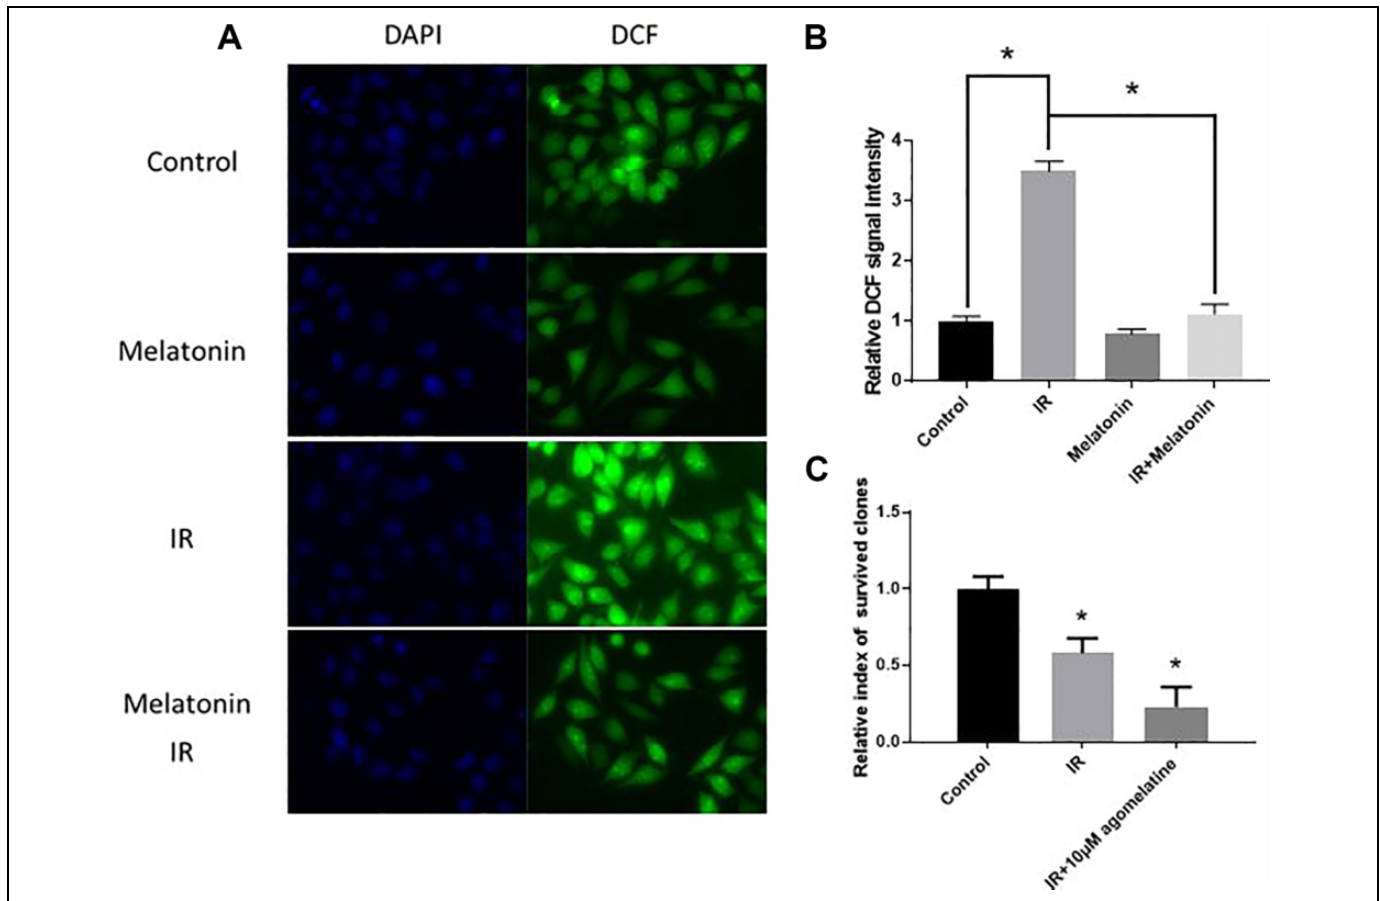 A
DAPI
DCF
Control
Melatonin
IR
Melatonin
IR
B
*
*
Relative DCF signal Intensity
4
3
2
1
0
Control
IR
Melatonin
IR+Melatonin
C
Relative index of survived clones
1.5
1.0
0.5
0.0
*
*
Control
IR
IR+10µM agomelatine